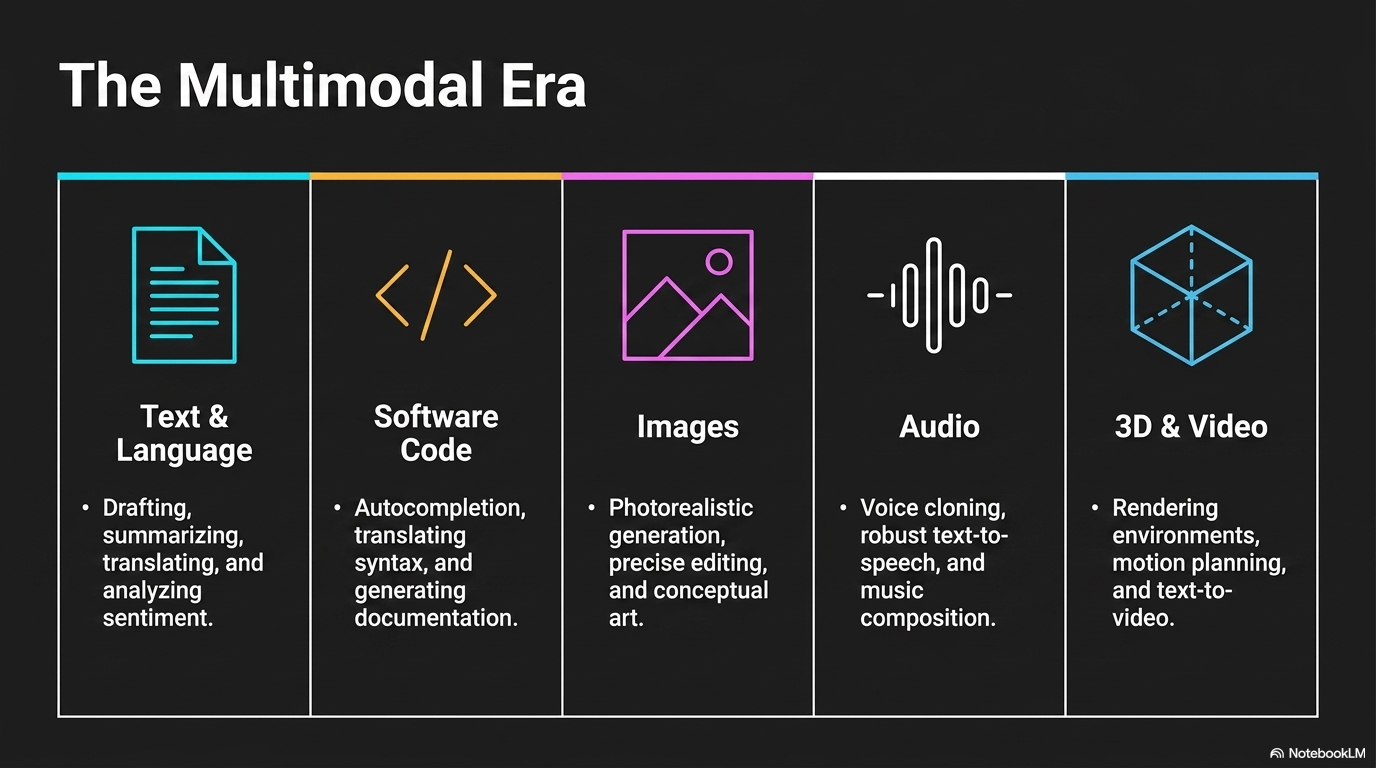 The Multimodal Era
Text &
Language
• Drafting,
summarizing,
translating, and
analyzing
sentiment.
Software
Code
• Autocompletion,
translating
syntax, and
generating
documentation.
Images
• Photorealistic
generation,
precise editing,
and conceptual
art.
Audio
• Voice cloning,
robust text-to-
speech, and
music
composition.
3D & Video
• Rendering
environments,
motion planning,
and text-to-
video.
NotebookLM